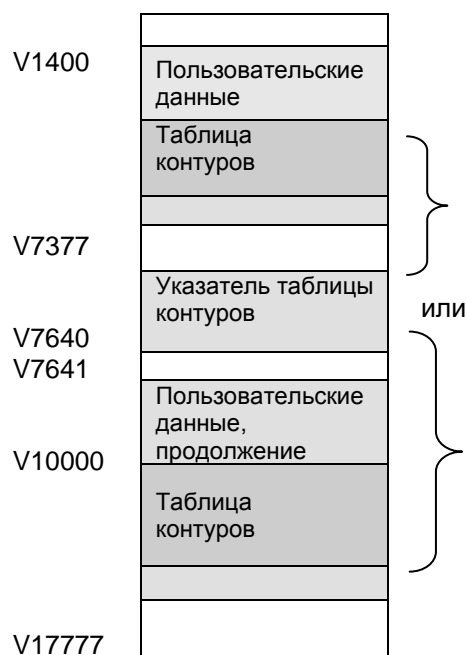 V1400
Пользовательские
данные
Таблица
контуров
V7377
Указатель таблицы
контуров
или
V7640
V7641
Пользовательские
данные,
продолжение
V10000
Таблица
контуров
V17777